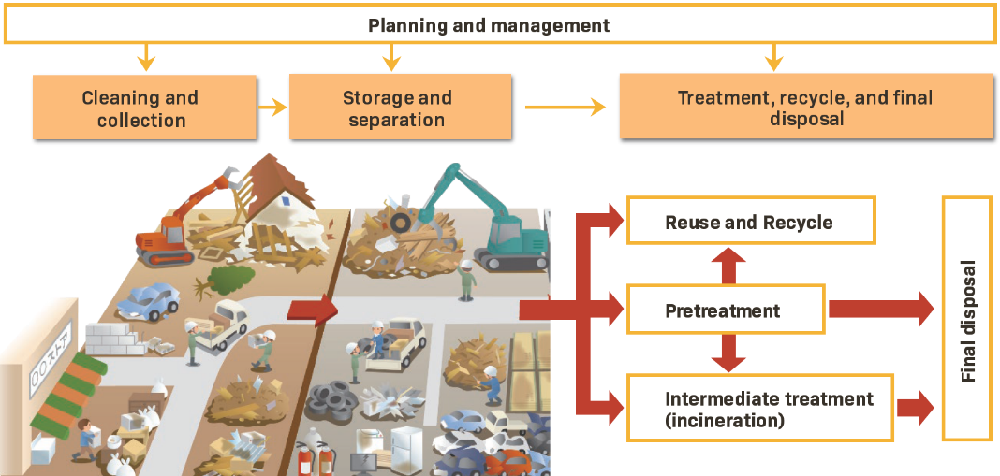 Planning and management
Cleaning and
collection
Storage and
separation
Treatment, recycle, and final
disposal
〇〇ストア
Reuse and Recycle
Pretreatment
Intermediate treatment
(incineration)
Final disposal